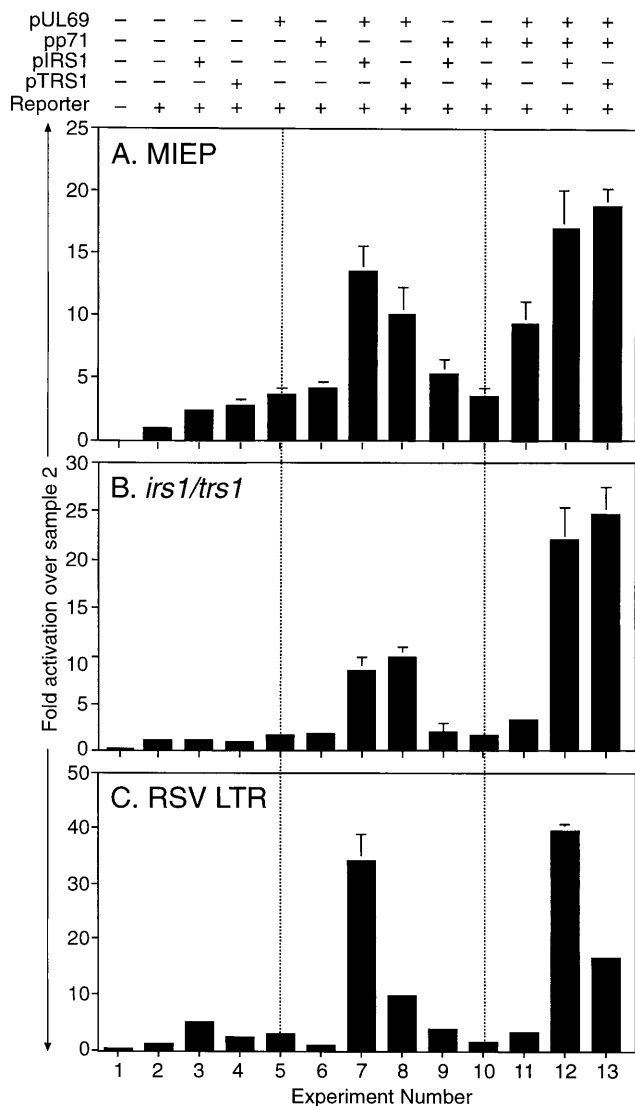 pUL69 – – – – + – + + – – + + +
pp71 – – – – – + – – + + + + +
pIRS1 – – + – – – + – + – – + –
pTRS1 – – – + – – – + – + – – +
Reporter – + + + + + + + + + + + +
Fold activation over sample 2
A. MIEP
25
20
15
10
5
0
B. irs1/trs1
30
25
20
15
10
5
0
C. RSV LTR
50
40
30
20
10
0
1 2 3 4 5 6 7 8 9 10 11 12 13
Experiment Number